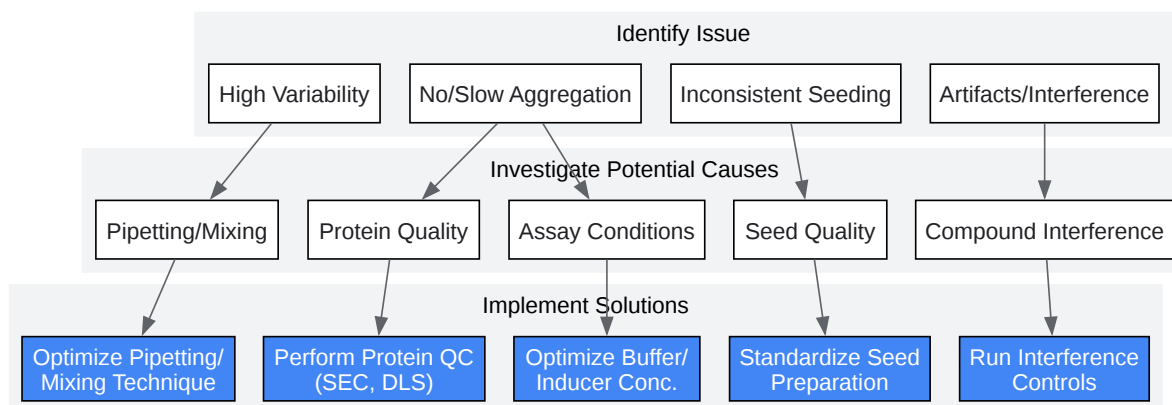 Identify Issue
High Variability
No/Slow Aggregation
Inconsistent Seeding
Artifacts/Interference
Investigate Potential Causes
Pipetting/Mixing
Protein Quality
Assay Conditions
Seed Quality
Compound Interference
Implement Solutions
Optimize Pipetting/
Mixing Technique
Perform Protein QC
(SEC, DLS)
Optimize Buffer/
Inducer Conc.
Standardize Seed
Preparation
Run Interference
Controls